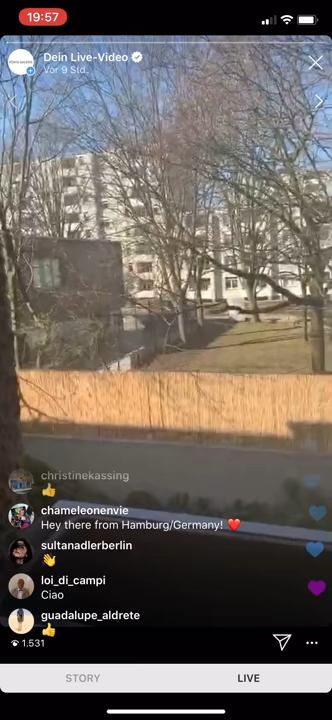 19:57
Dein Live-Video
Vor 9 Std.
christinekassing
👍
chameleonenvie
Hey there from Hamburg/Germany! ❤️
sultanadlerberlin
👋
loi_di_campi
Ciao
guadalupe_aldrete
👍
1.531
STORY
LIVE